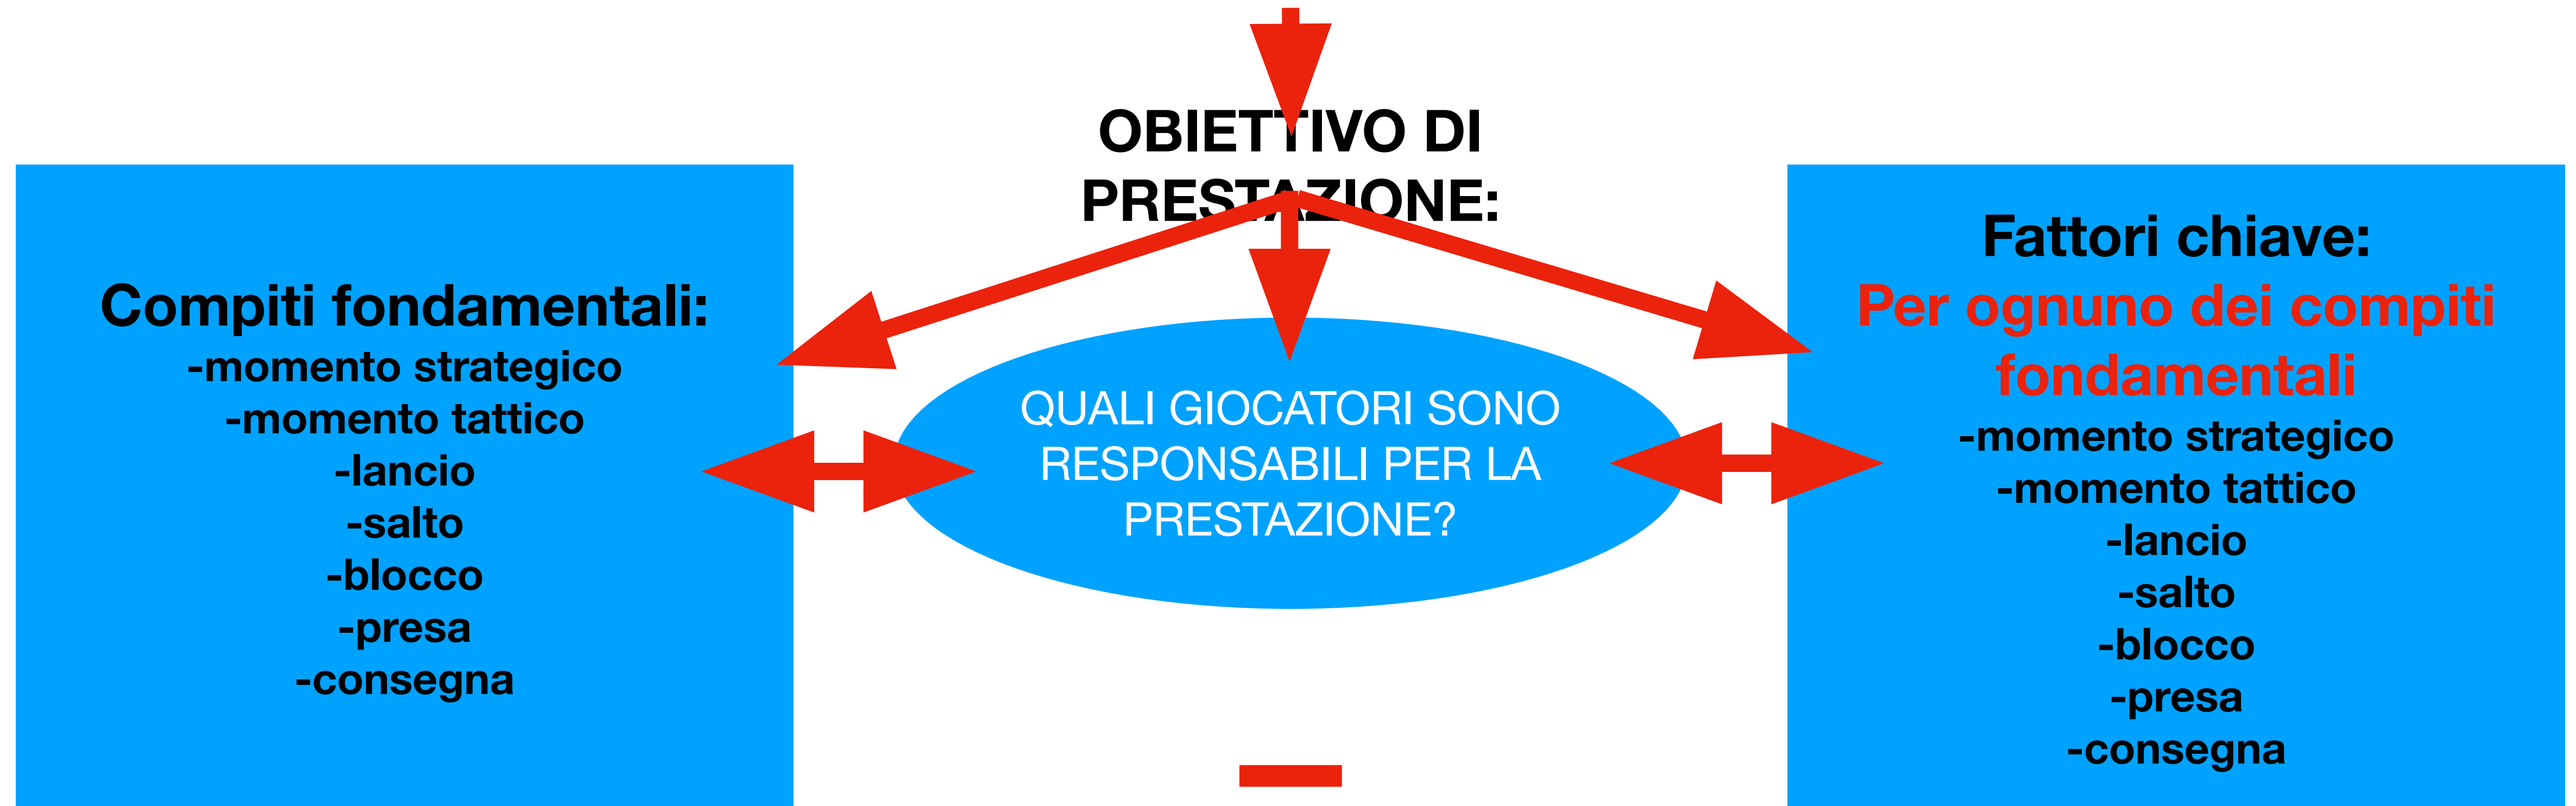 OBIETTIVO DI
PRESTAZIONE:
Compiti fondamentali:
-momento strategico
-momento tattico
-lancio
-salto
-blocco
-presa
-consegna
QUALI GIOCATORI SONO
RESPONSABILI PER LA
PRESTAZIONE?
Fattori chiave:
Per ognuno dei compiti
fondamentali
-momento strategico
-momento tattico
-lancio
-salto
-blocco
-presa
-consegna